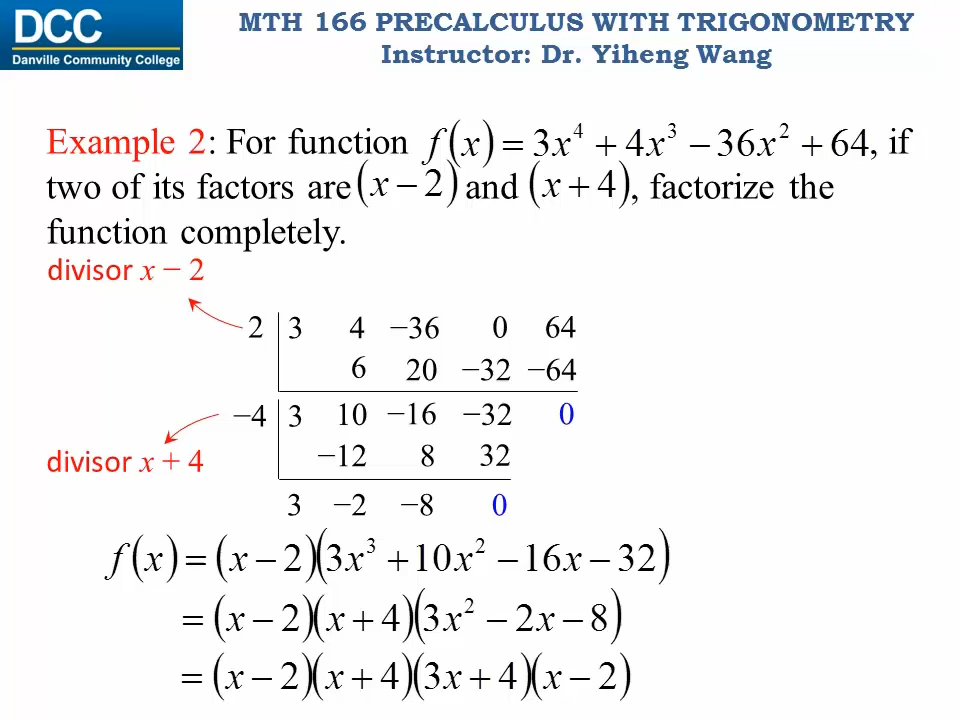 DCC
Danville Community College
MTH 166 PRECALCULUS WITH TRIGONOMETRY
Instructor: Dr. Yiheng Wang
Example 2: For function f(x) = 3x⁴ + 4x³ − 36x² + 64, if
two of its factors are (x − 2) and (x + 4), factorize the
function completely.
divisor x − 2
2 3 4 −36 0 64
6 20 −32 −64
−4 3 10 −16 −32 0
−12 8 32
divisor x + 4
3 −2 −8 0
f(x) = (x − 2)(3x³ + 10x² − 16x − 32)
= (x − 2)(x + 4)(3x² − 2x − 8)
= (x − 2)(x + 4)(3x + 4)(x − 2)